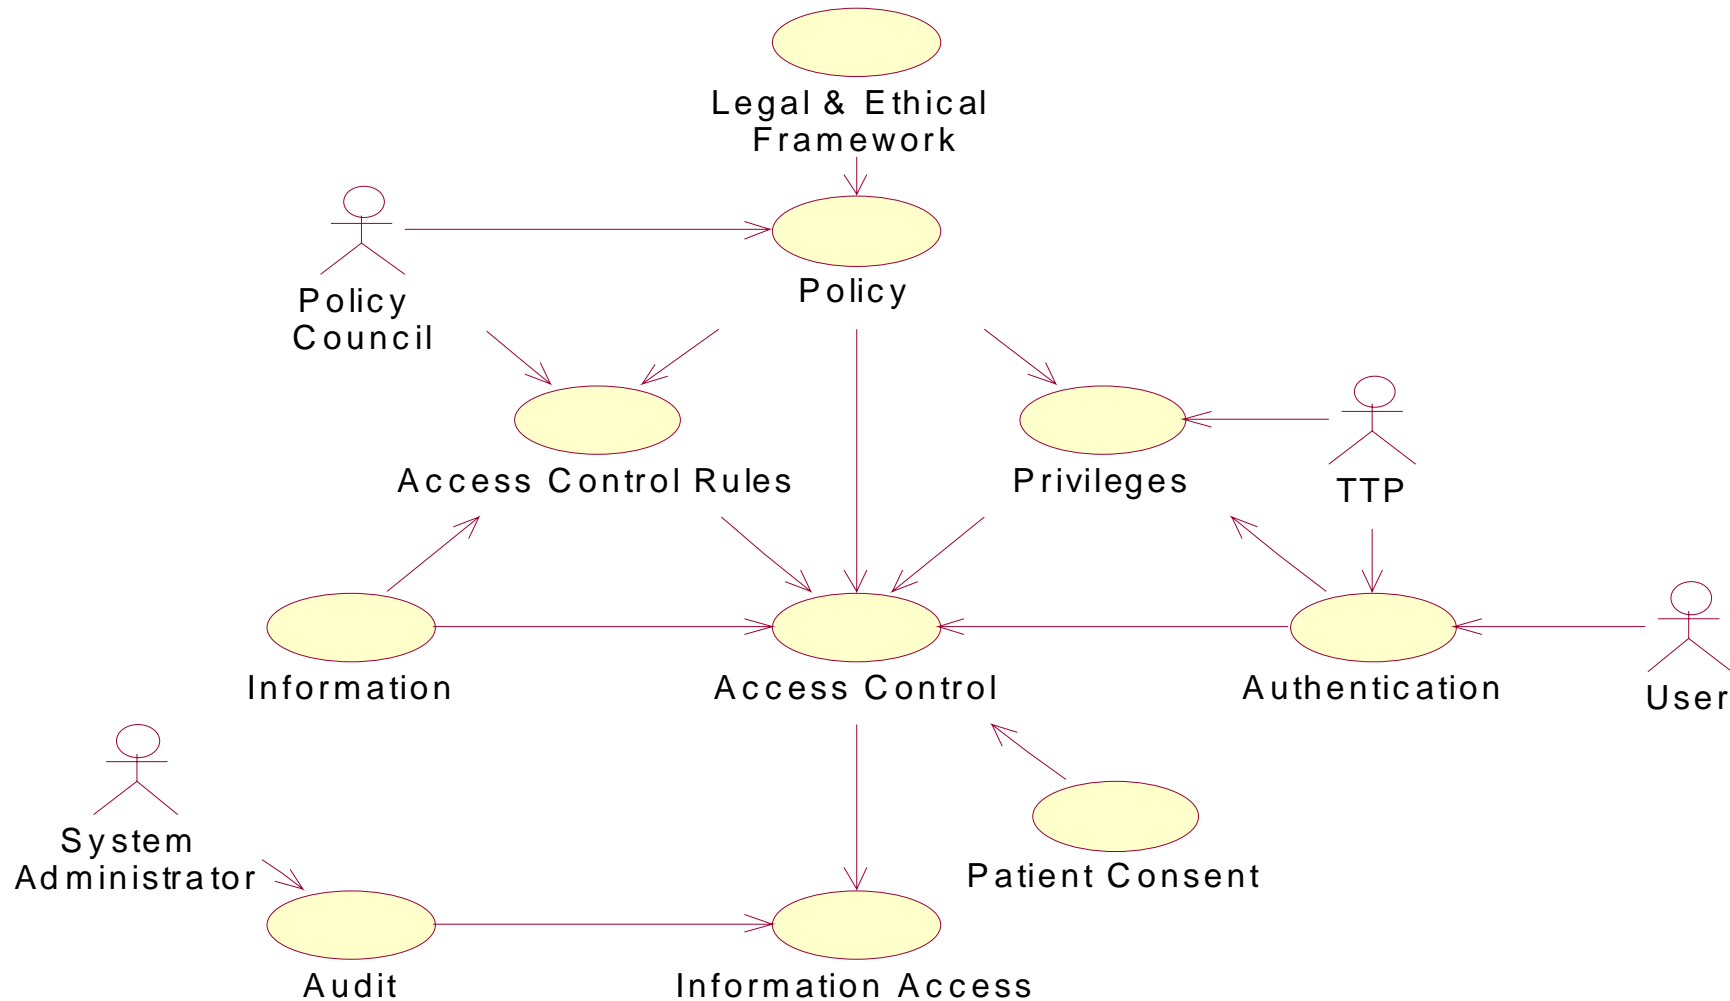 Legal & Ethical
Framework
Policy
Policy
Council
Access Control Rules
Privileges
TTP
Information
Access Control
Authentication
User
System
Administrator
Patient Consent
Audit
Information Access